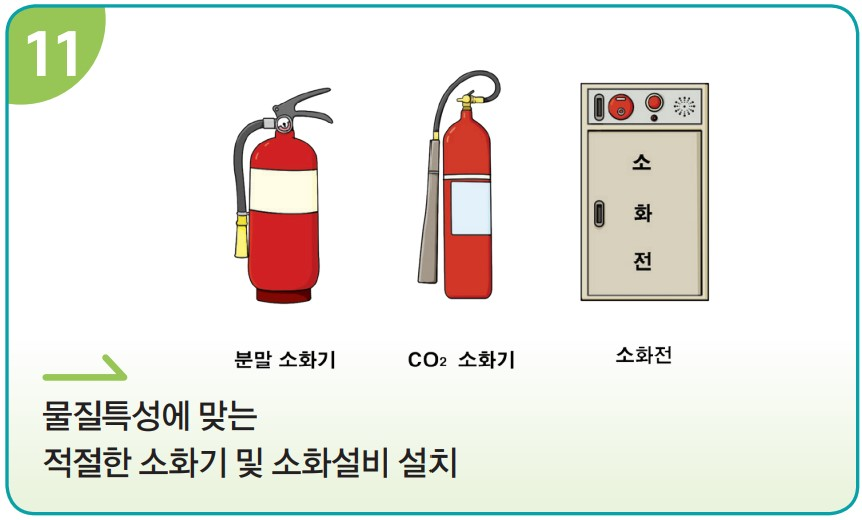 11
소
화
전
분말 소화기
CO₂ 소화기
소화전
물질특성에 맞는
적절한 소화기 및 소화설비 설치